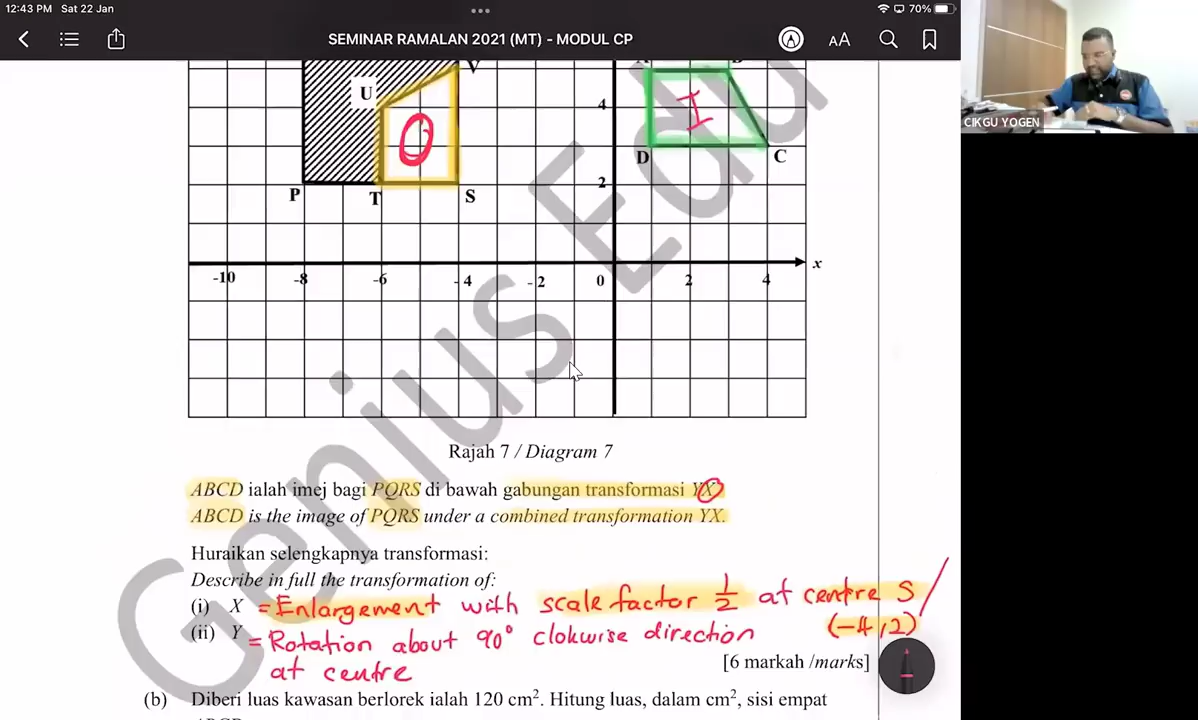 12:43 PM Sat 22 Jan
70%
SEMINAR RAMALAN 2021 (MT) - MODUL CP
AA
CIKGU YOGEN
V
U
4
O
I
D
C
P
T
S
2
x
-10
-8
-6
- 4
- 2
0
2
4
Genius Edu
Rajah 7 / Diagram 7
ABCD ialah imej bagi PQRS di bawah gabungan transformasi YX.
ABCD is the image of PQRS under a combined transformation YX.
Huraikan selengkapnya transformasi:
Describe in full the transformation of:
(i) X = Enlargement with scale factor 1/2 at centre S / (-4,2)
(ii) Y = Rotation about 90° clokwise direction
at centre
[6 markah /marks]
(b) Diberi luas kawasan berlorek ialah 120 cm². Hitung luas, dalam cm², sisi empat